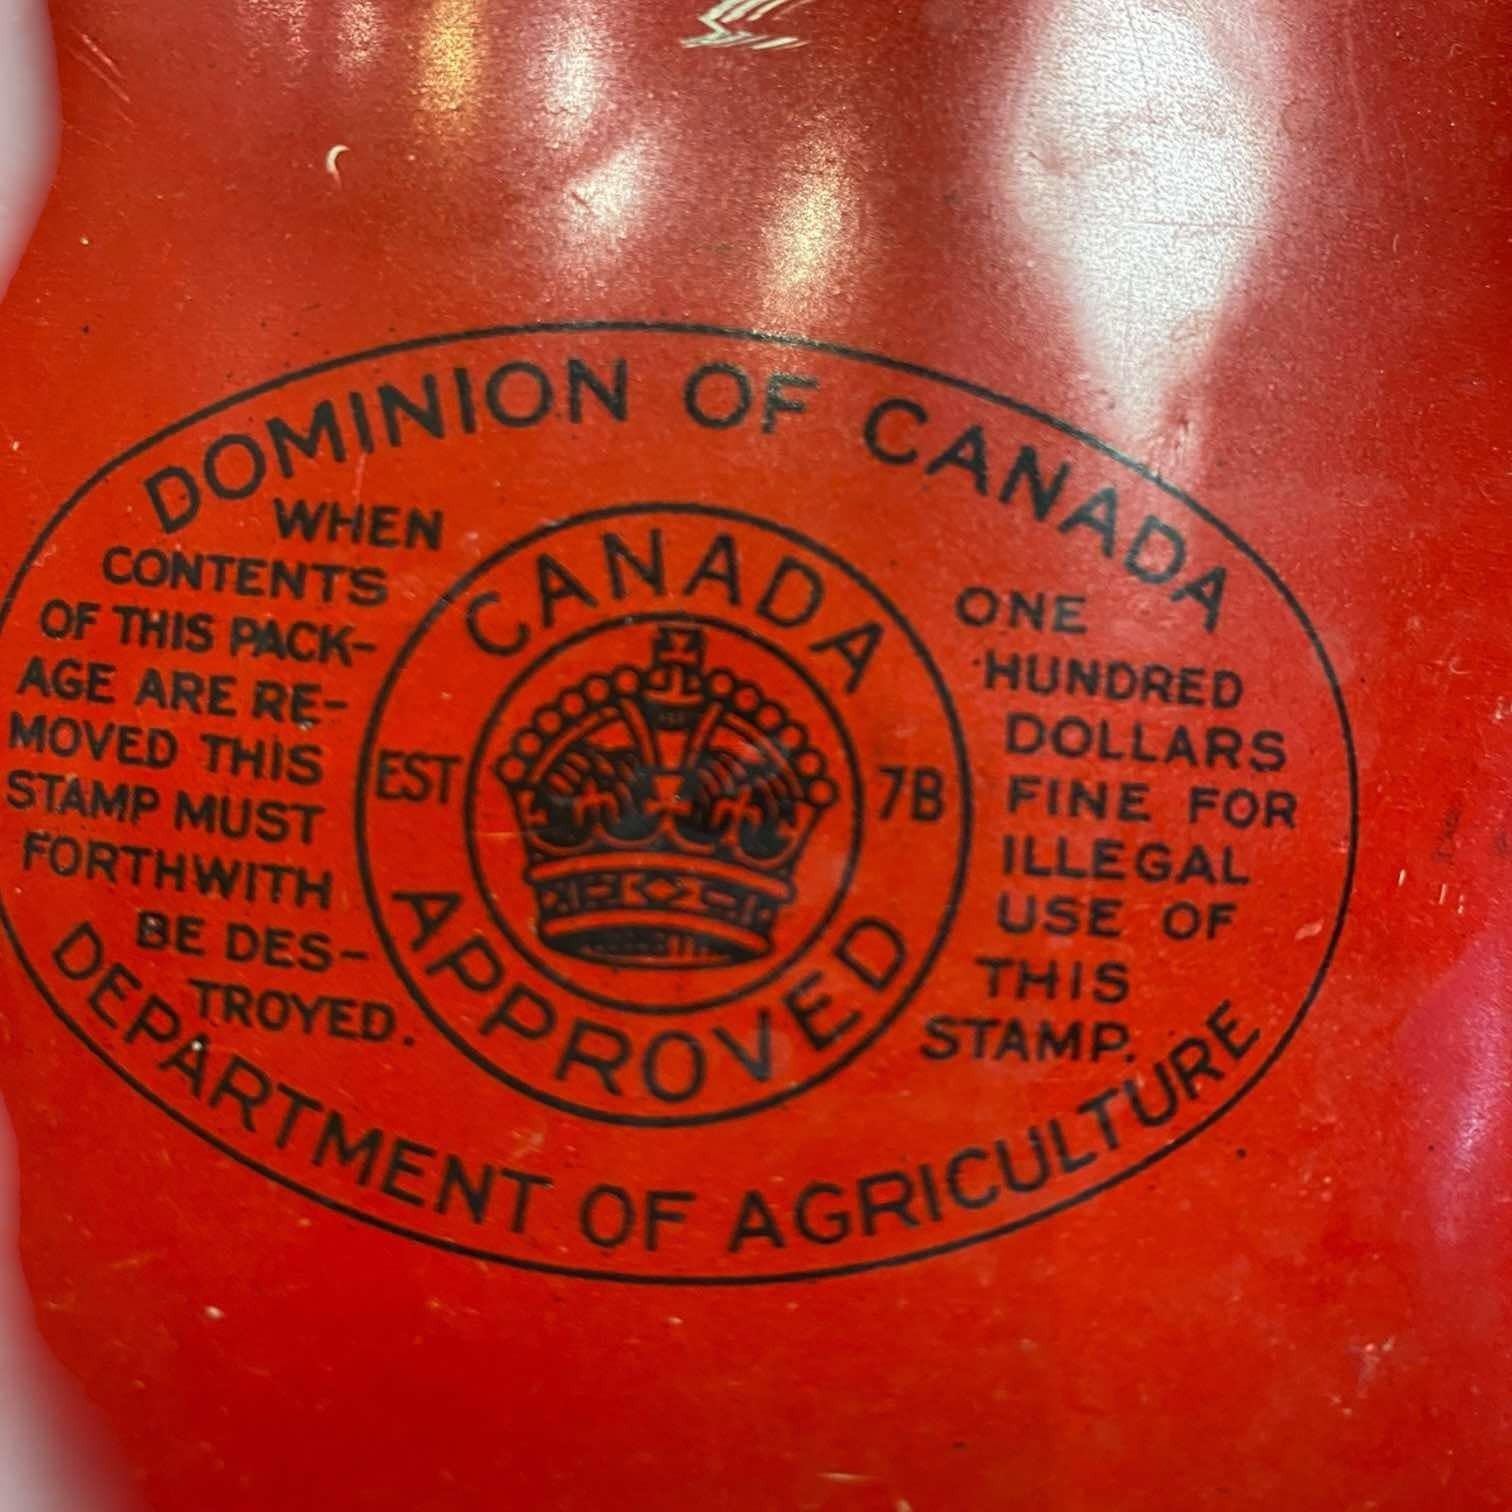 DOMINION OF CANADA
WHEN
CONTENTS
OF THIS PACK-
AGE ARE RE-
MOVED THIS
STAMP MUST
FORTHWITH
BE DES-
TROYED.
CANADA
EST 7B
APPROVED
ONE
HUNDRED
DOLLARS
FINE FOR
ILLEGAL
USE OF
THIS
STAMP.
DEPARTMENT OF AGRICULTURE